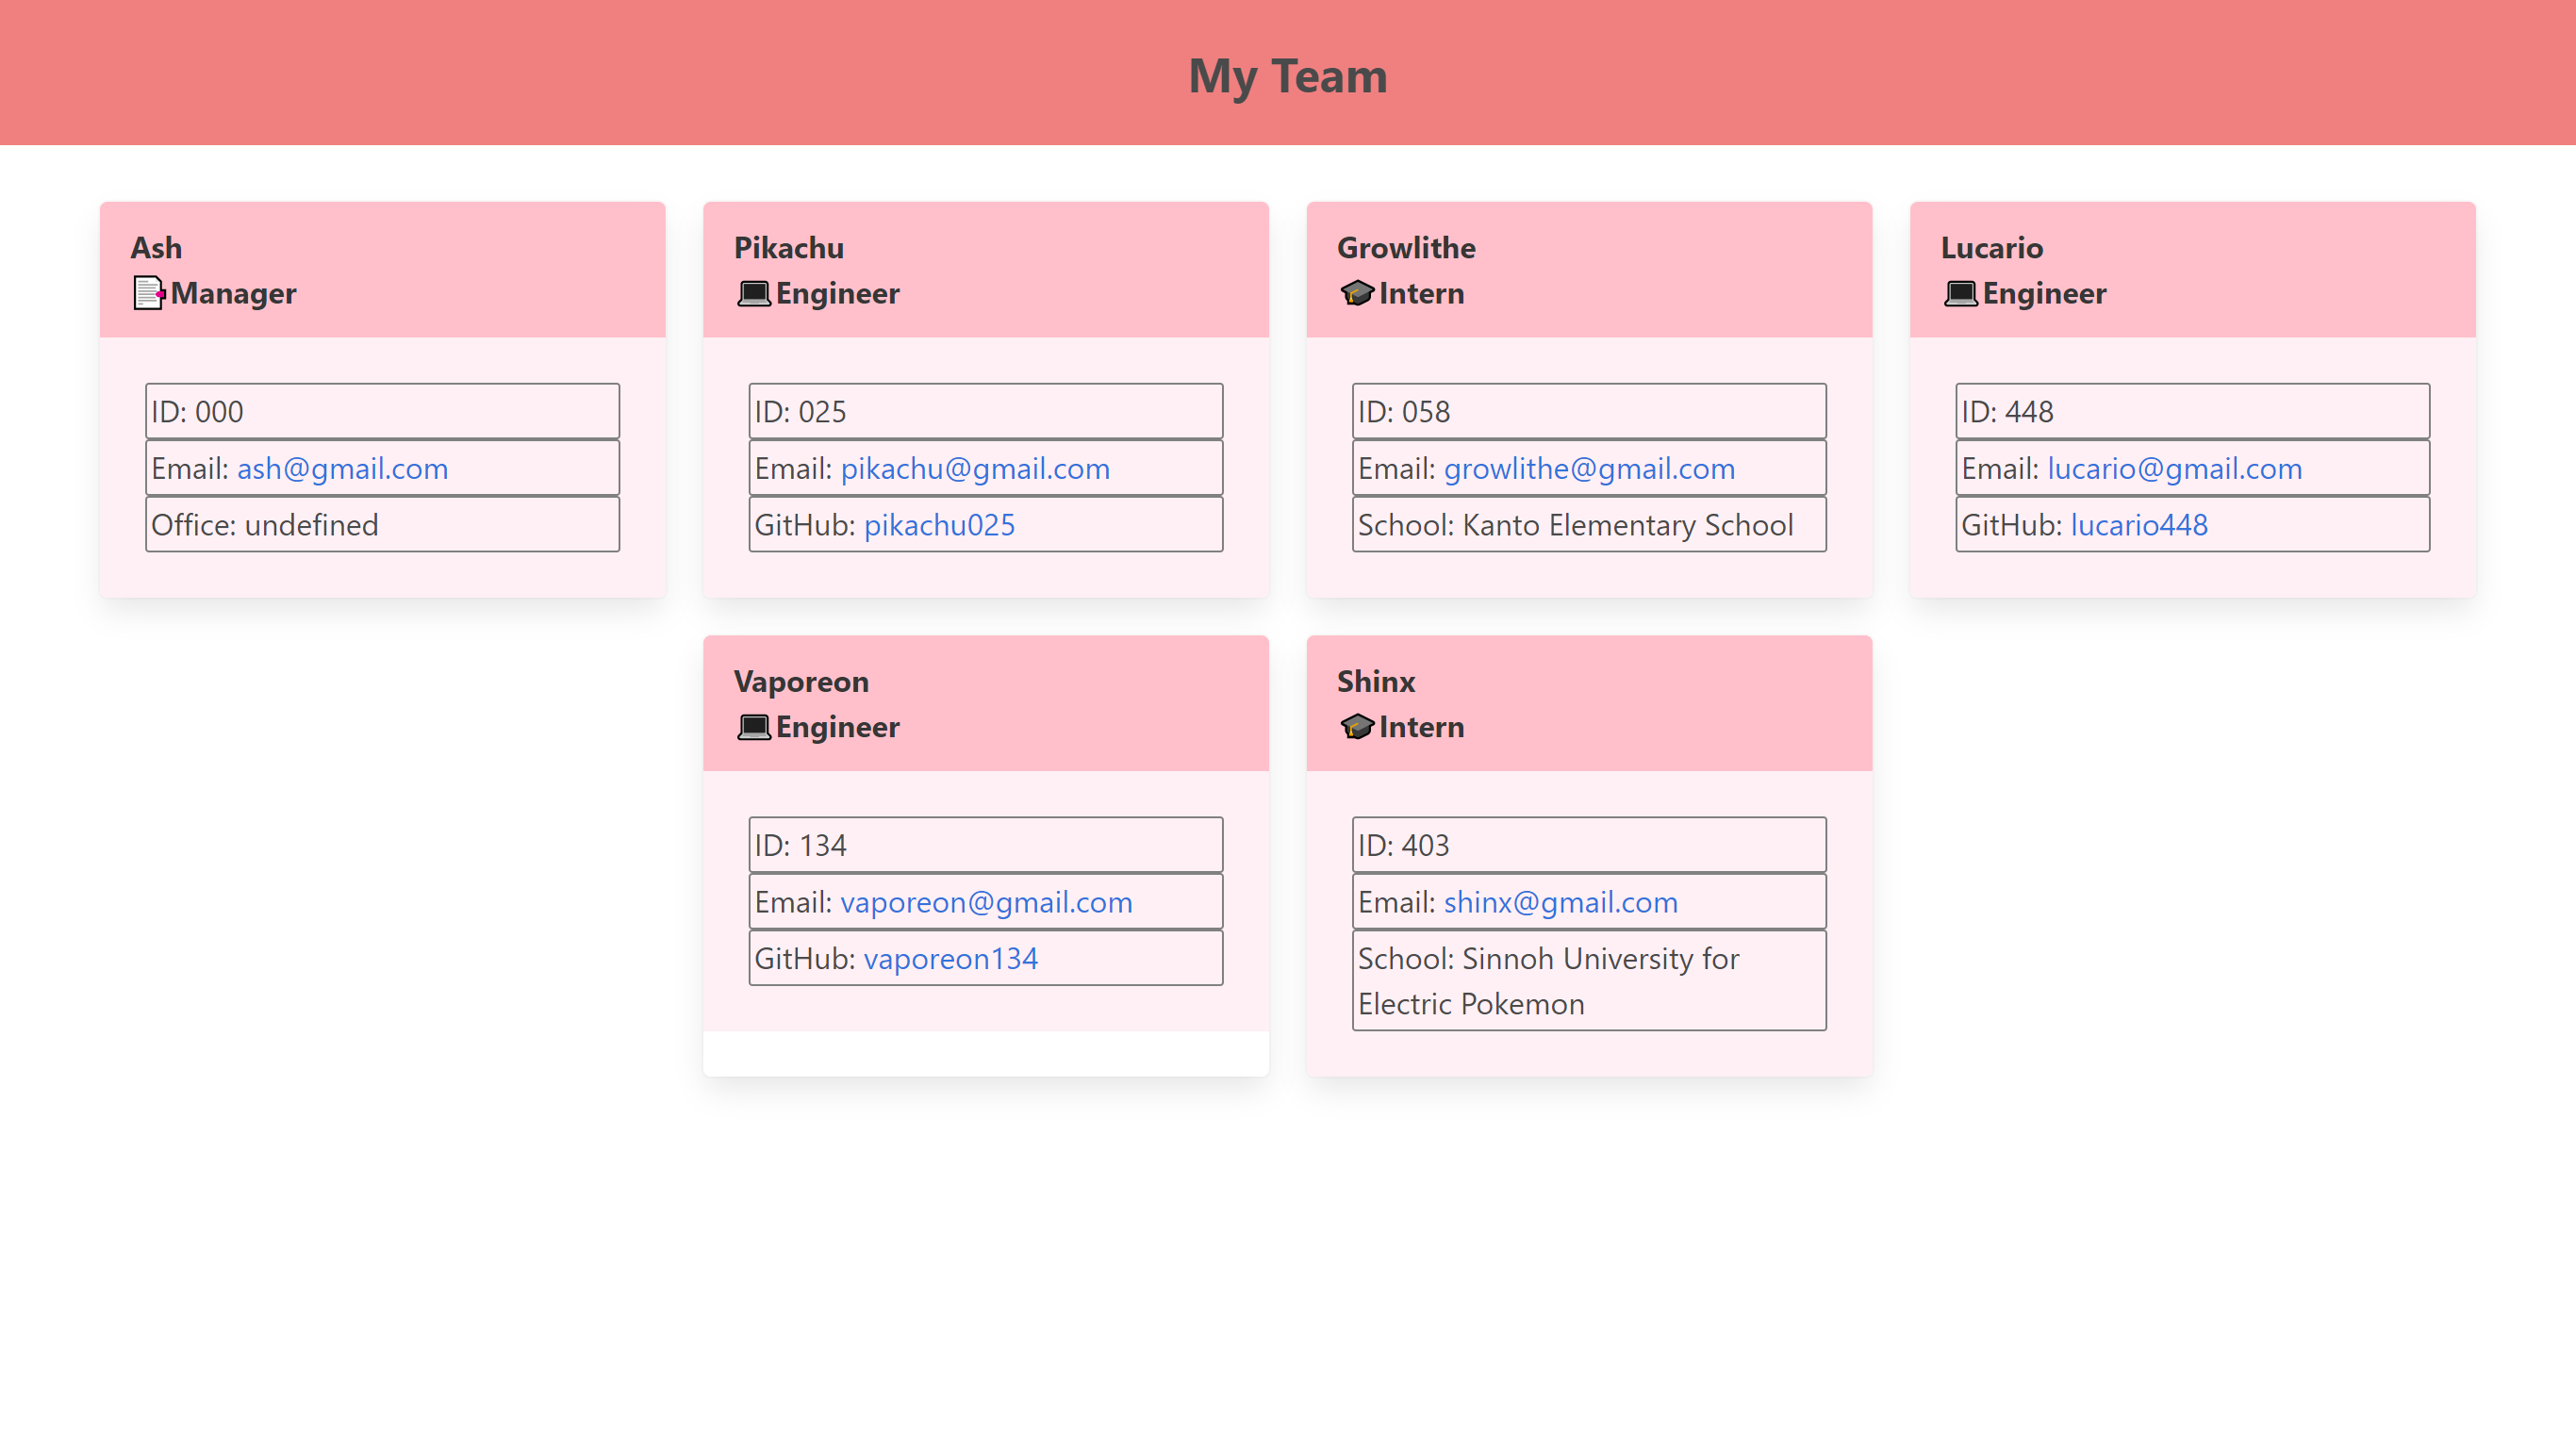 My Team
Ash
Manager
ID: 000
Email: ash@gmail.com
Office: undefined
Pikachu
Engineer
ID: 025
Email: pikachu@gmail.com
GitHub: pikachu025
Growlithe
Intern
ID: 058
Email: growlithe@gmail.com
School: Kanto Elementary School
Lucario
Engineer
ID: 448
Email: lucario@gmail.com
GitHub: lucario448
Vaporeon
Engineer
ID: 134
Email: vaporeon@gmail.com
GitHub: vaporeon134
Shinx
Intern
ID: 403
Email: shinx@gmail.com
School: Sinnoh University for
Electric Pokemon